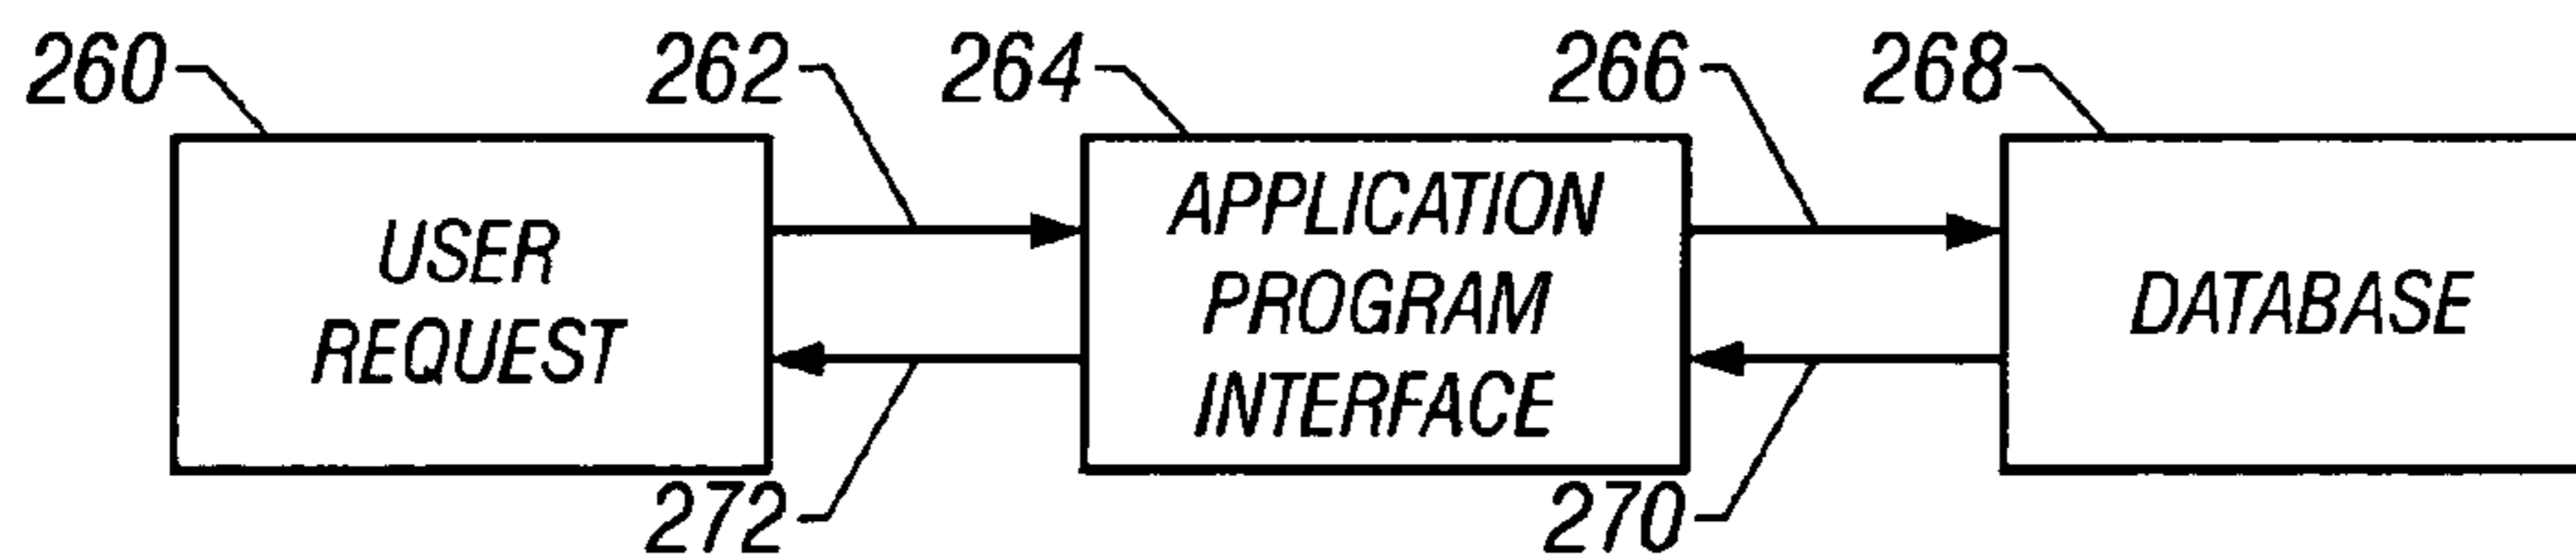 260
262
264
266
268
USER
REQUEST
APPLICATION
PROGRAM
INTERFACE
DATABASE
272
270